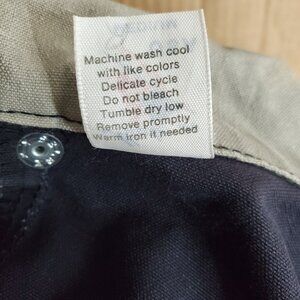 Machine wash cool
with like colors
Delicate cycle
Do not bleach
Tumble dry low
Remove promptly
Warm iron it needed